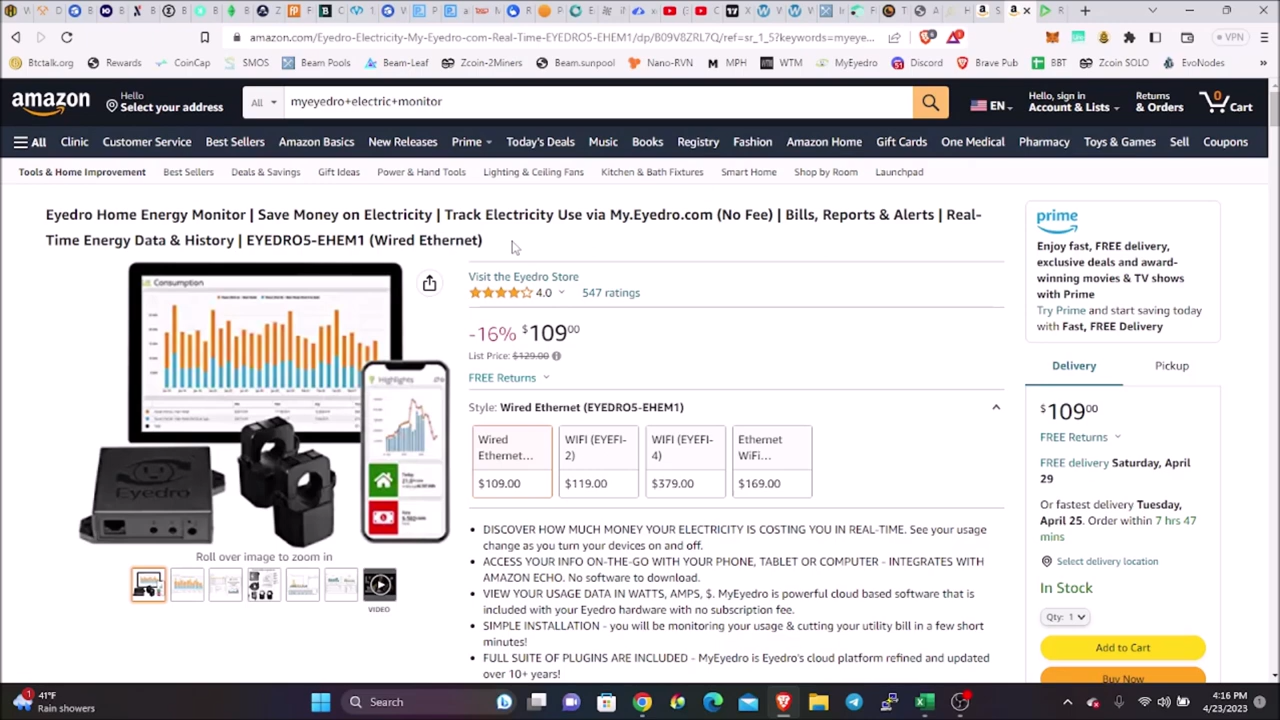 amazon.com/Eyedro-Electricity-My-Eyedro-com-Real-Time-EYEDRO5-EHEM1/dp/B09V8ZRL7Q/ref=sr_1_5?keywords=myeye...
VPN
Btctalk.org Rewards CoinCap SMOS Beam Pools Beam-Leaf Zcoin-2Miners Beam.sunpool Nano-RVN MPH WTM MyEyedro Discord Brave Pub BBT Zcoin SOLO EvoNodes
amazon
Hello
Select your address
All
myeyedro+electric+monitor
EN
Hello, sign in
Account & Lists
Returns
& Orders
0
Cart
All Clinic Customer Service Best Sellers Amazon Basics New Releases Prime Today's Deals Music Books Registry Fashion Amazon Home Gift Cards One Medical Pharmacy Toys & Games Sell Coupons
Tools & Home Improvement Best Sellers Deals & Savings Gift Ideas Power & Hand Tools Lighting & Ceiling Fans Kitchen & Bath Fixtures Smart Home Shop by Room Launchpad
Eyedro Home Energy Monitor | Save Money on Electricity | Track Electricity Use via My.Eyedro.com (No Fee) | Bills, Reports & Alerts | Real-
Time Energy Data & History | EYEDRO5-EHEM1 (Wired Ethernet)
Consumption
Highlights
Eyedro
Roll over image to zoom in
VIDEO
Visit the Eyedro Store
4.0 547 ratings
-16% $109 00
List Price: $129.00
FREE Returns
Style: Wired Ethernet (EYEDRO5-EHEM1)
Wired
Ethernet...
$109.00
WIFI (EYEFI-
2)
$119.00
WIFI (EYEFI-
4)
$379.00
Ethernet
WiFi...
$169.00
• DISCOVER HOW MUCH MONEY YOUR ELECTRICITY IS COSTING YOU IN REAL-TIME. See your usage
change as you turn your devices on and off.
• ACCESS YOUR INFO ON-THE-GO WITH YOUR PHONE, TABLET OR COMPUTER - INTEGRATES WITH
AMAZON ECHO. No software to download.
• VIEW YOUR USAGE DATA IN WATTS, AMPS, $. MyEyedro is powerful cloud based software that is
included with your Eyedro hardware with no subscription fee.
• SIMPLE INSTALLATION - you will be monitoring your usage & cutting your utility bill in a few short
minutes!
• FULL SUITE OF PLUGINS ARE INCLUDED - MyEyedro is Eyedro's cloud platform refined and updated
over 10+ years!
prime
Enjoy fast, FREE delivery,
exclusive deals and award-
winning movies & TV shows
with Prime
Try Prime and start saving today
with Fast, FREE Delivery
Delivery Pickup
$109 00
FREE Returns
FREE delivery Saturday, April
29
Or fastest delivery Tuesday,
April 25. Order within 7 hrs 47
mins
Select delivery location
In Stock
Qty: 1
Add to Cart
Buy Now
41°F
Rain showers
Search
4:16 PM
4/23/2023